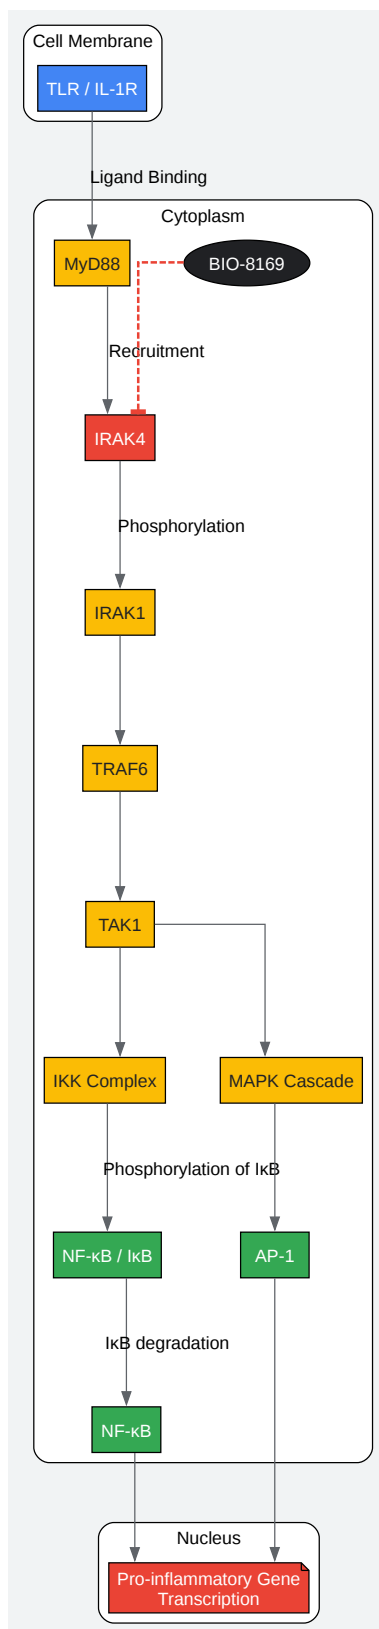 Cell Membrane
TLR / IL-1R
Ligand Binding
Cytoplasm
MyD88
BIO-8169
Recruitment
IRAK4
Phosphorylation
IRAK1
TRAF6
TAK1
IKK Complex
MAPK Cascade
Phosphorylation of IκB
NF-κB / IκB
AP-1
IκB degradation
NF-κB
Nucleus
Pro-inflammatory Gene
Transcription